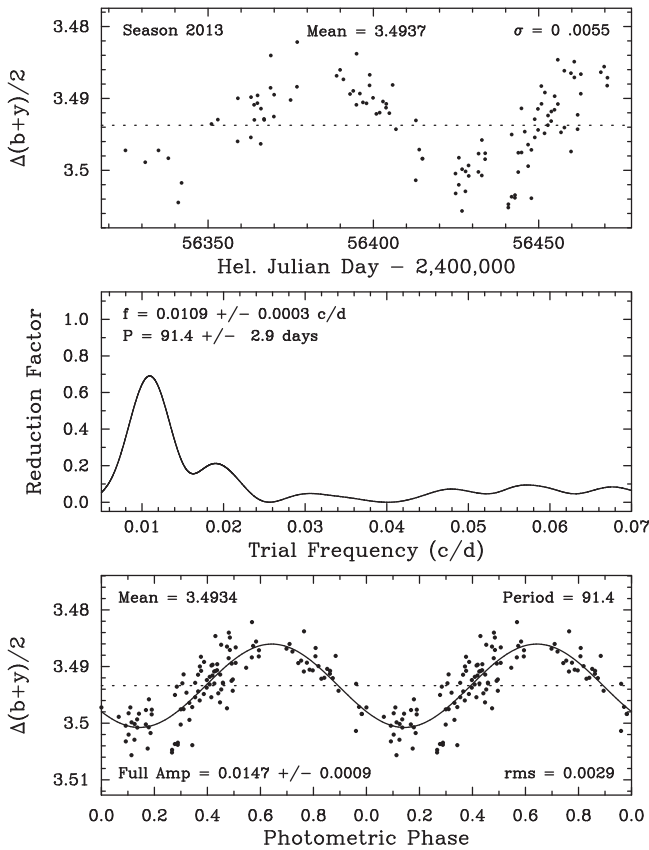 Season 2013 Mean = 3.4937 σ = 0 .0055
3.48
3.49
3.5
Δ(b+y)/2
56350 56400 56450
Hel. Julian Day − 2,400,000
f = 0.0109 +/− 0.0003 c/d
P = 91.4 +/− 2.9 days
1.0
0.8
0.6
0.4
0.2
0.0
Reduction Factor
0.01 0.02 0.03 0.04 0.05 0.06 0.07
Trial Frequency (c/d)
Mean = 3.4934 Period = 91.4
3.48
3.49
3.5
3.51
Δ(b+y)/2
Full Amp = 0.0147 +/− 0.0009 rms = 0.0029
0.0 0.2 0.4 0.6 0.8 0.0 0.2 0.4 0.6 0.8 0.0
Photometric Phase